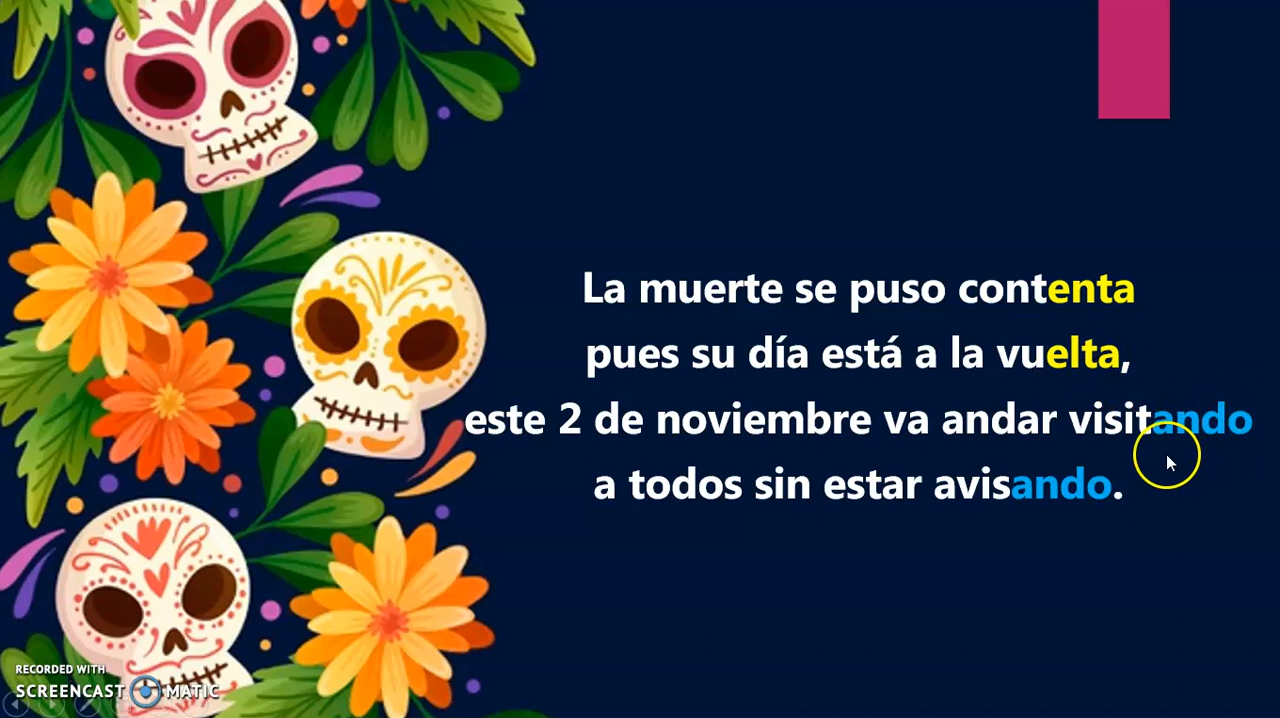 La muerte se puso contenta
pues su día está a la vuelta,
este 2 de noviembre va andar visitando
a todos sin estar avisando.
RECORDED WITH
SCREENCAST MATIC